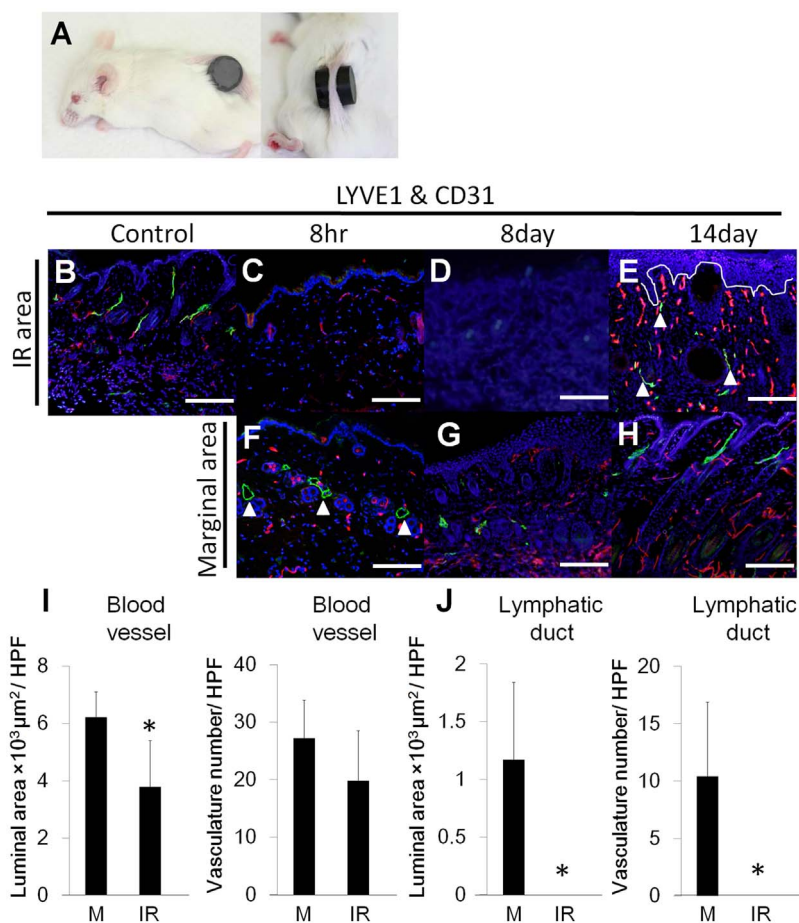 A
LYVE1 & CD31
Control 8hr 8day 14day
IR area
B C D E
Marginal area
F G H
I J
Blood vessel Blood vessel Lymphatic duct Lymphatic duct
Luminal area ×10³µm²/ HPF
8
6
4
2
0
*
M IR
Vasculature number/ HPF
40
30
20
10
0
M IR
Luminal area ×10³µm²/ HPF
2
1.5
1
0.5
0
*
M IR
Vasculature number/ HPF
20
15
10
5
0
*
M IR